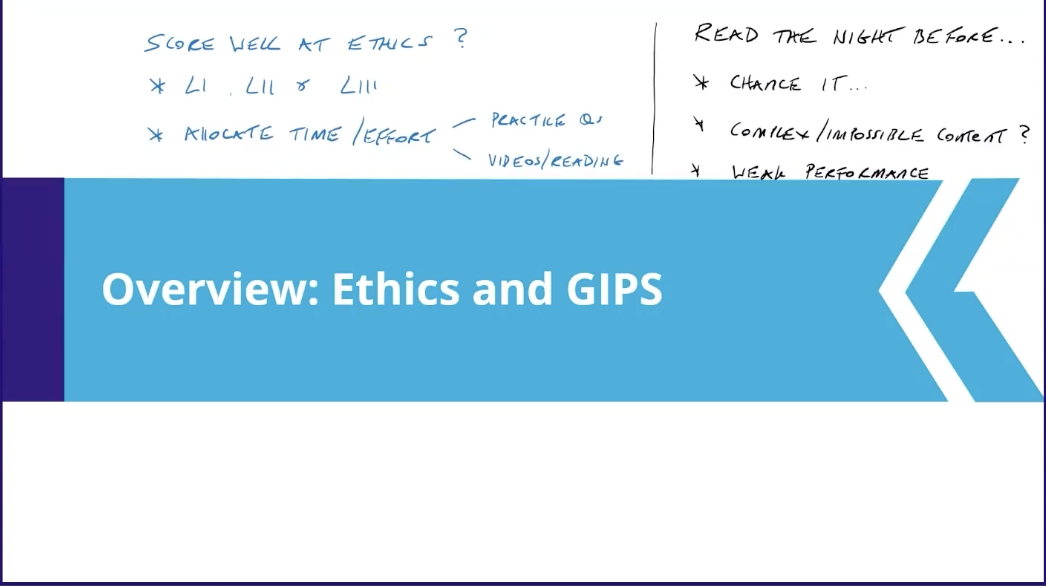 SCORE WELL AT ETHICS ?
* LI, LII & LIII
* ALLOCATE TIME/EFFORT
PRACTICE QS
VIDEOS/READING
READ THE NIGHT BEFORE...
* CHANCE IT...
* COMPLEX/IMPOSSIBLE CONTENT ?
* WEAK PERFORMANCE
Overview: Ethics and GIPS